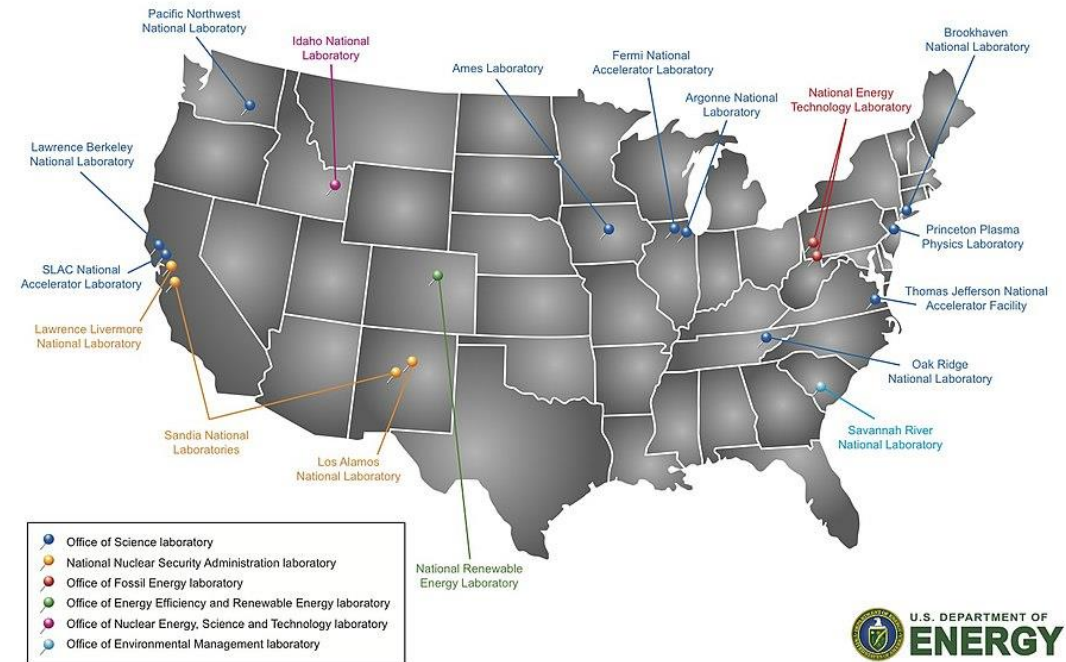 Pacific Northwest
National Laboratory
Idaho National
Laboratory
Ames Laboratory
Fermi National
Accelerator Laboratory
Argonne National
Laboratory
National Energy
Technology Laboratory
Brookhaven
National Laboratory
Lawrence Berkeley
National Laboratory
SLAC National
Accelerator Laboratory
Lawrence Livermore
National Laboratory
Sandia National
Laboratories
Los Alamos
National Laboratory
National Renewable
Energy Laboratory
Princeton Plasma
Physics Laboratory
Thomas Jefferson National
Accelerator Facility
Oak Ridge
National Laboratory
Savannah River
National Laboratory
Office of Science laboratory
National Nuclear Security Administration laboratory
Office of Fossil Energy laboratory
Office of Energy Efficiency and Renewable Energy laboratory
Office of Nuclear Energy, Science and Technology laboratory
Office of Environmental Management laboratory
U.S. DEPARTMENT OF
ENERGY